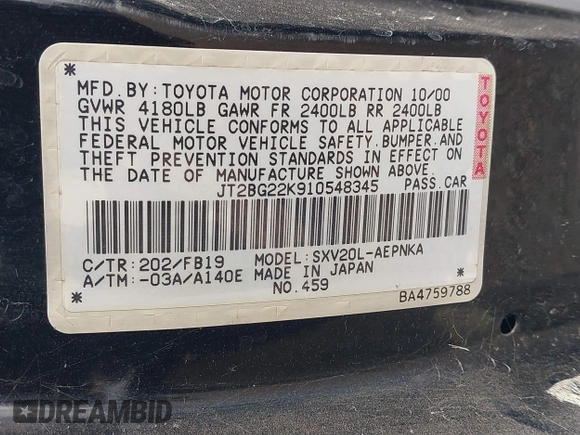 MFD.BY:TOYOTA MOTOR CORPORATION 10/00
GVWR 4180LB GAWR FR 2400LB RR 2400LB
THIS VEHICLE CONFORMS TO ALL APPLICABLE
FEDERAL MOTOR VEHICLE SAFETY,BUMPER,AND
THEFT PREVENTION STANDARDS IN EFFECT ON
THE DATE OF MANUFACTURE SHOWN ABOVE.
JT2BG22K910548345 PASS.CAR
TOYOTA
C/TR:202/FB19 MODEL:SXV20L-AEPNKA
A/TM:-03A/A140E MADE IN JAPAN
NO.459
BA4759788
DREAMBID